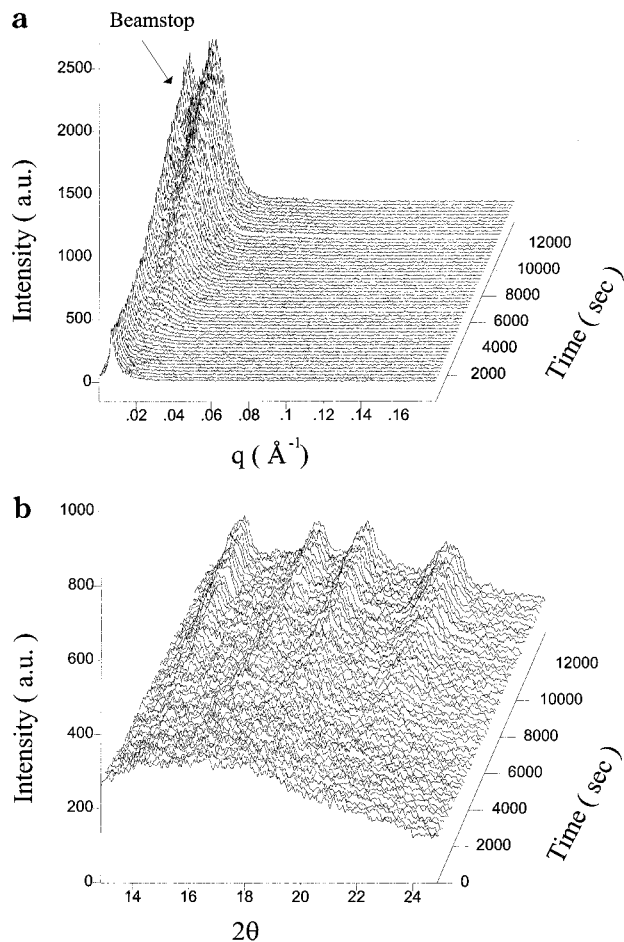 a
Beamstop
2500
2000
1500
1000
500
0
Intensity ( a.u.)
.02 .04 .06 .08 .1 .12 .14 .16
q ( Å⁻¹)
2000
4000
6000
8000
10000
12000
Time ( sec)
b
1000
800
600
400
200
0
Intensity ( a.u.)
14 16 18 20 22 24
2θ
0
2000
4000
6000
8000
10000
12000
Time ( sec)